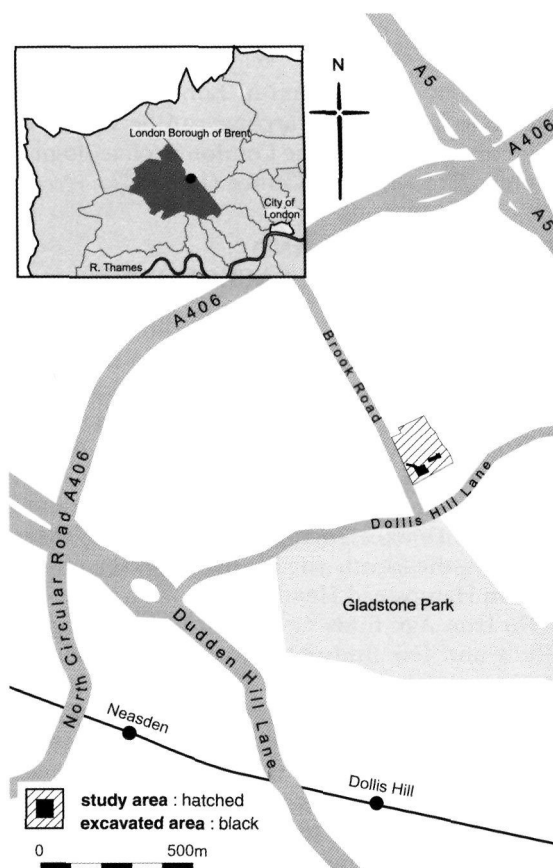 N
London Borough of Brent
City of
London
R. Thames
A5
A406
A5
A406
Brook Road
Dollis Hill Lane
North Circular Road A406
Gladstone Park
Dudden Hill Lane
Neasden
Dollis Hill
study area : hatched
excavated area : black
0 500m